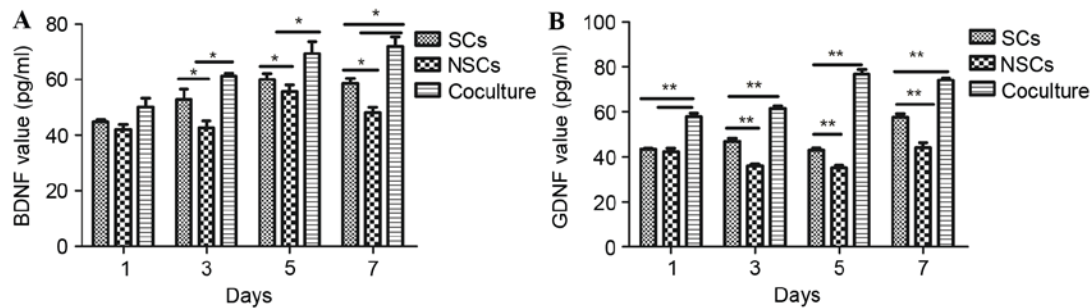 A
BDNF value (pg/ml)
80
60
40
20
0
* * * * * * *
1 3 5 7
Days
SCs
NSCs
Coculture
B
GDNF value (pg/ml)
100
80
60
40
20
0
** ** ** ** ** ** **
1 3 5 7
Days
SCs
NSCs
Coculture